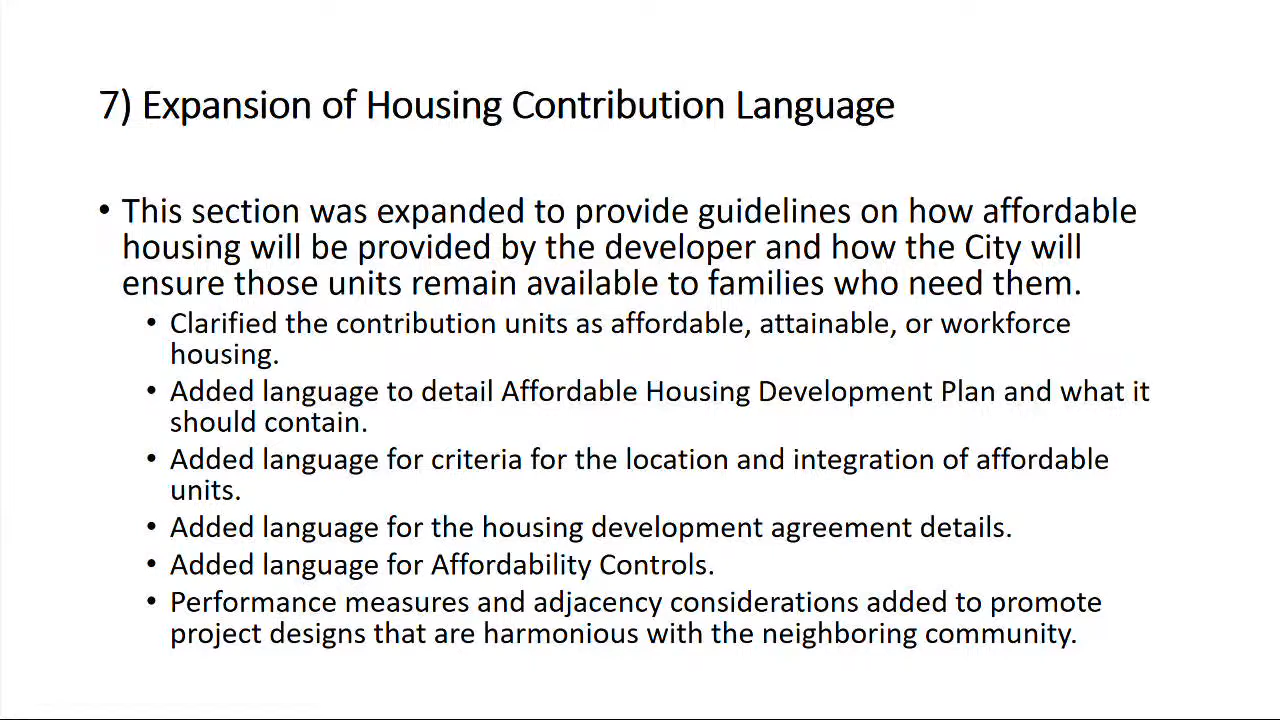 7) Expansion of Housing Contribution Language
• This section was expanded to provide guidelines on how affordable
housing will be provided by the developer and how the City will
ensure those units remain available to families who need them.
• Clarified the contribution units as affordable, attainable, or workforce
housing.
• Added language to detail Affordable Housing Development Plan and what it
should contain.
• Added language for criteria for the location and integration of affordable
units.
• Added language for the housing development agreement details.
• Added language for Affordability Controls.
• Performance measures and adjacency considerations added to promote
project designs that are harmonious with the neighboring community.